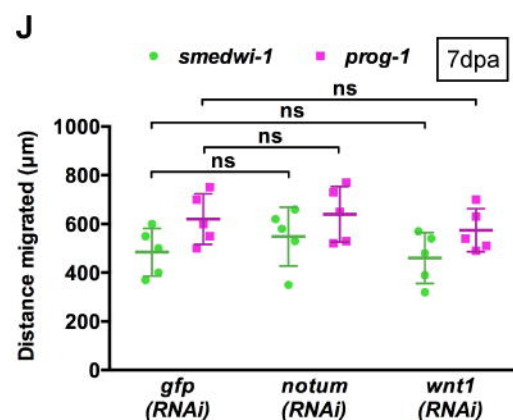 J
smedwi-1 prog-1 7dpa
ns
ns
ns
ns
Distance migrated (µm)
1000
800
600
400
200
0
gfp (RNAi)
notum (RNAi)
wnt1 (RNAi)